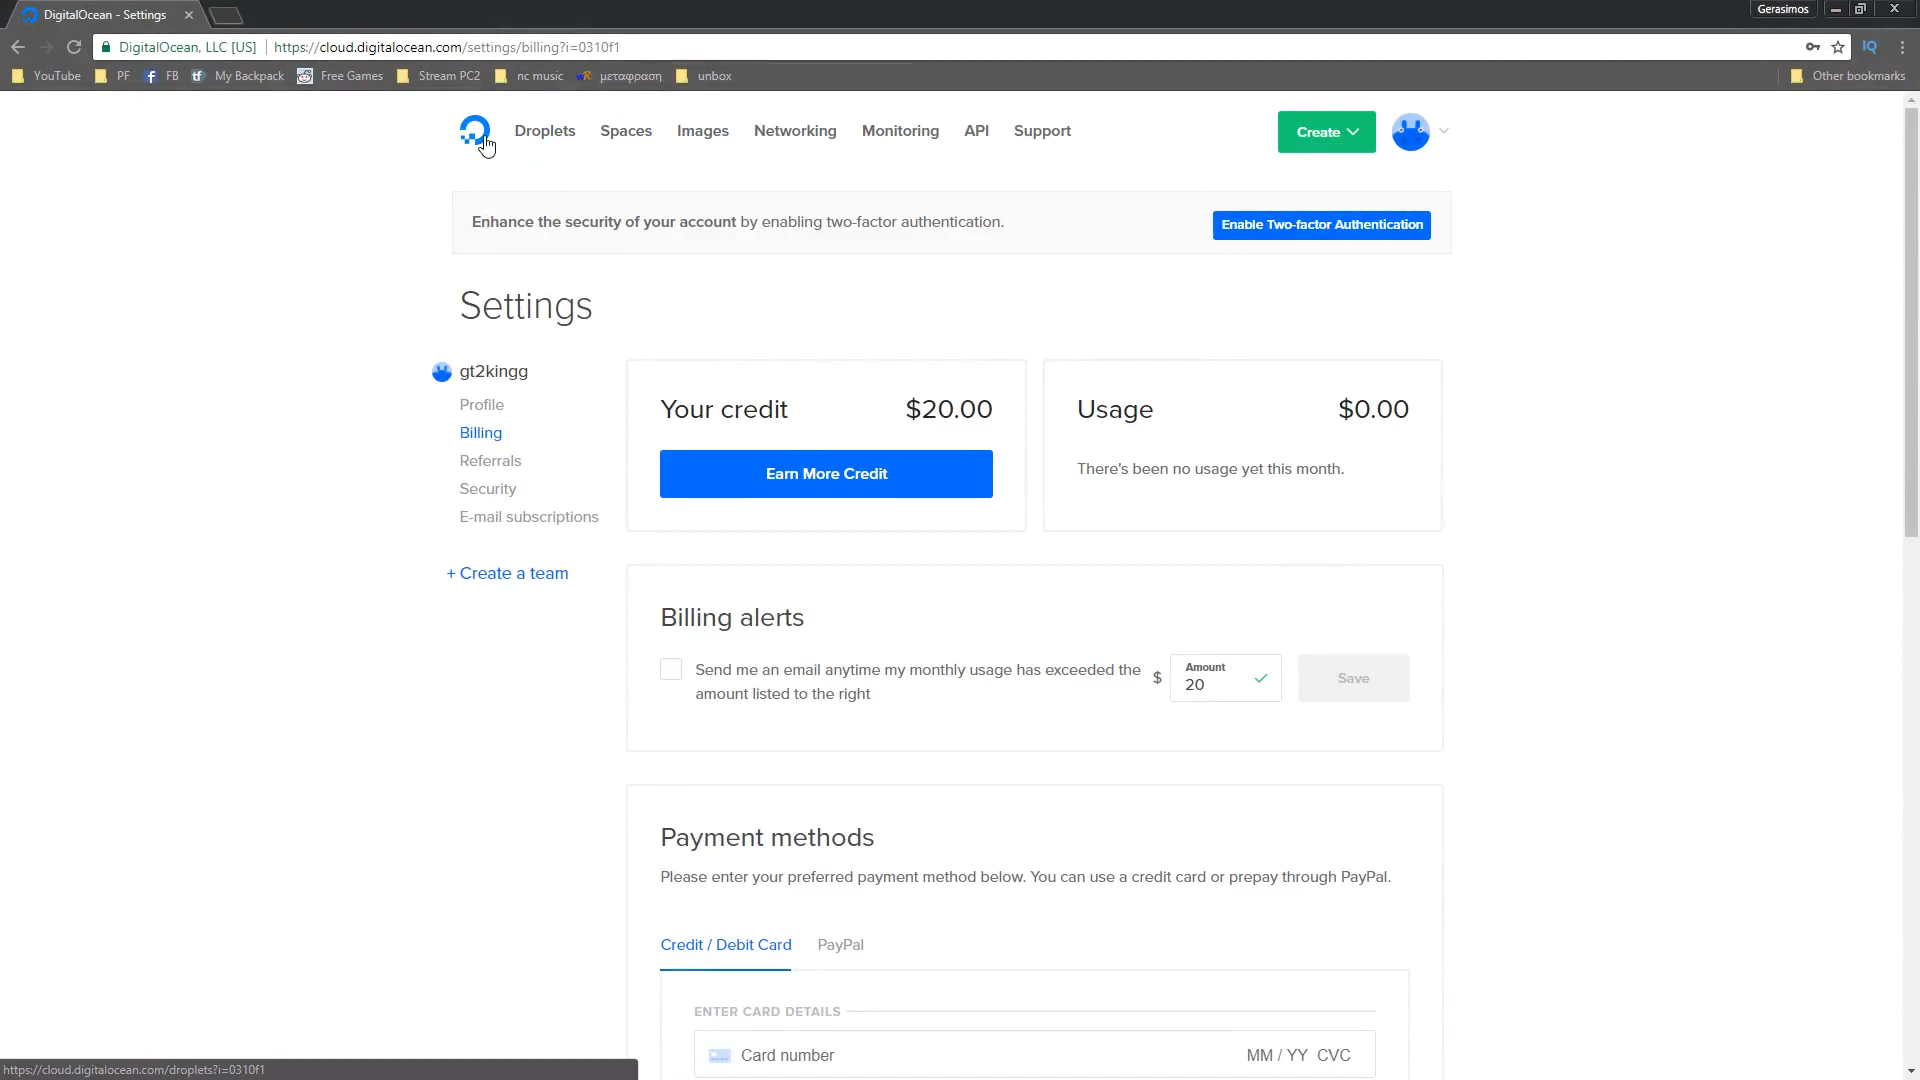 DigitalOcean - Settings
Gerasimos
DigitalOcean, LLC [US] https://cloud.digitalocean.com/settings/billing?i=0310f1
IQ
YouTube PF FB My Backpack Free Games Stream PC2 nc music μεταφραση unbox Other bookmarks
Droplets Spaces Images Networking Monitoring API Support Create
Enhance the security of your account by enabling two-factor authentication. Enable Two-factor Authentication
Settings
gt2kingg
Profile
Billing
Referrals
Security
E-mail subscriptions
+ Create a team
Your credit $20.00
Earn More Credit
Usage $0.00
There's been no usage yet this month.
Billing alerts
Send me an email anytime my monthly usage has exceeded the
amount listed to the right
$ Amount
20
Save
Payment methods
Please enter your preferred payment method below. You can use a credit card or prepay through PayPal.
Credit / Debit Card PayPal
ENTER CARD DETAILS
Card number MM / YY CVC
https://cloud.digitalocean.com/droplets?i=0310f1